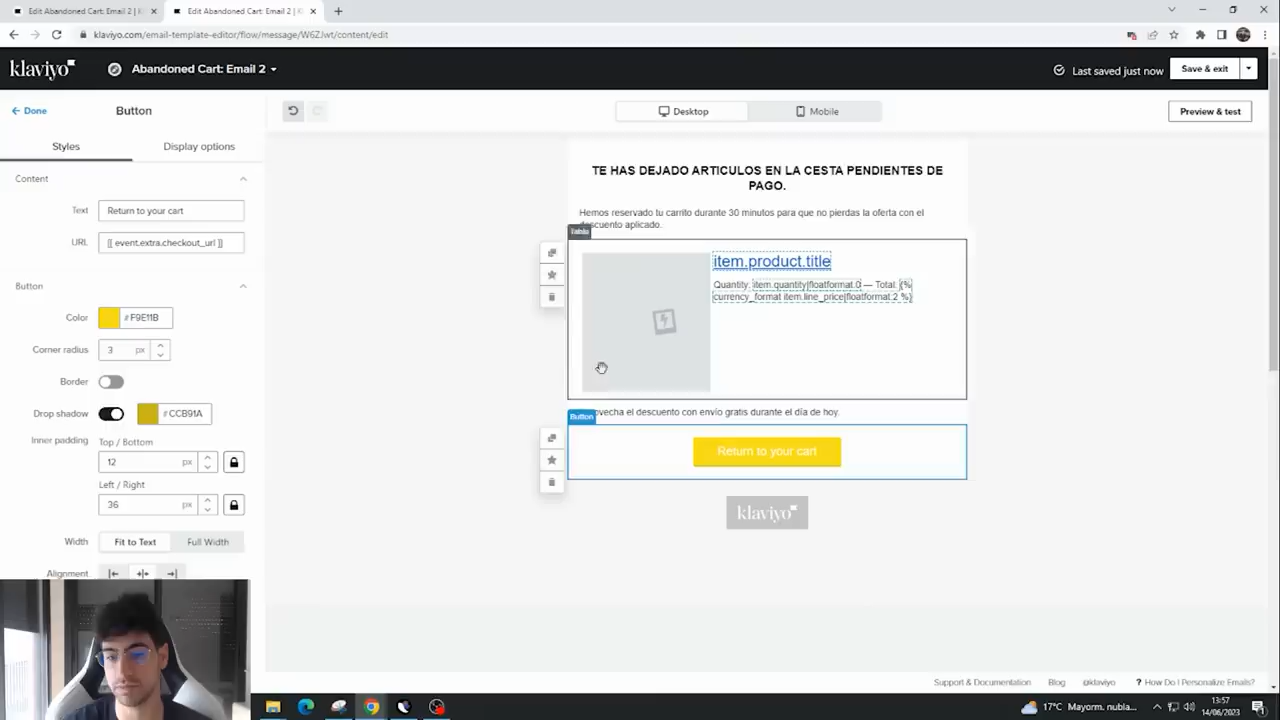 Edit Abandoned Cart: Email 2 | Kl
Edit Abandoned Cart: Email 2 | Kl
klaviyo.com/email-template-editor/flow/message/W6ZJwt/content/edit
klaviyo
Abandoned Cart: Email 2
Last saved just now
Save & exit
Done
Button
Desktop
Mobile
Preview & test
Styles
Display options
Content
Text
Return to your cart
URL
{{ event.extra.checkout_url }}
Button
Color
#F9E11B
Corner radius
3
px
Border
Drop shadow
#CCB91A
Inner padding
Top / Bottom
12
px
Left / Right
36
px
Width
Fit to Text
Full Width
Alignment
TE HAS DEJADO ARTICULOS EN LA CESTA PENDIENTES DE
PAGO.
Hemos reservado tu carrito durante 30 minutos para que no pierdas la oferta con el
descuento aplicado.
Table
item.product.title
Quantity: item.quantity|floatformat:0 — Total: {%
currency_format item.line_price|floatformat:2 %}
ovecha el descuento con envío gratis durante el día de hoy.
Button
Return to your cart
klaviyo
Support & Documentation
Blog
@klaviyo
? How Do I Personalize Emails?
17°C Mayorm. nubla...
13:57
14/06/2023